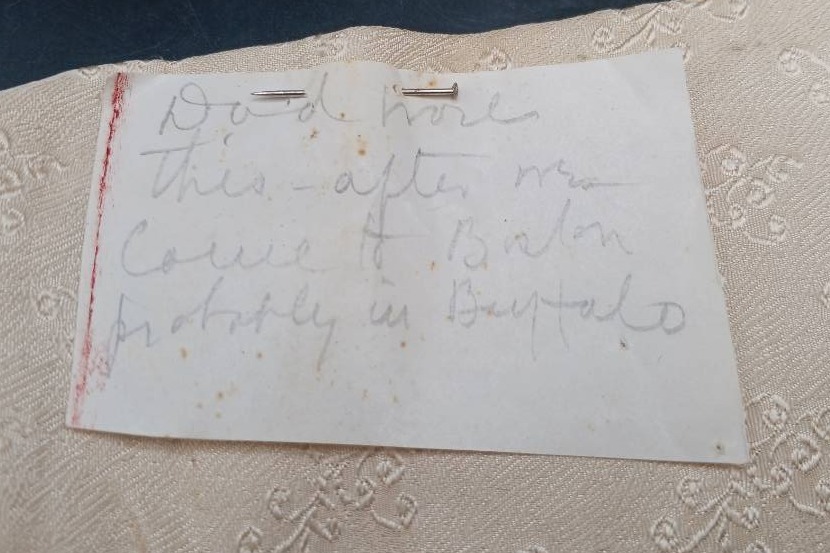 Dad wore
this - after we
Came to Boston
probably in Buffalo